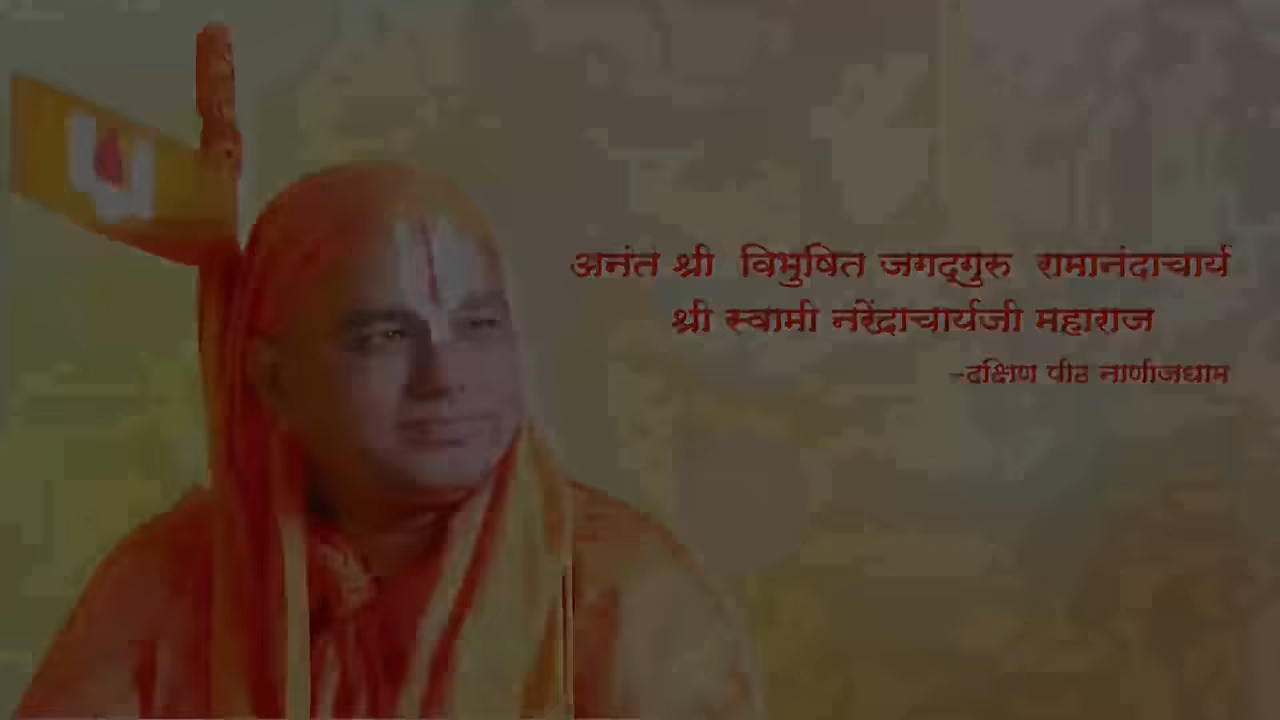 अनंत श्री विभुषित जगद्‌गुरु रामानंदाचार्य
श्री स्वामी नरेंद्राचार्यजी महाराज
-दक्षिण पीठ नाणीजधाम